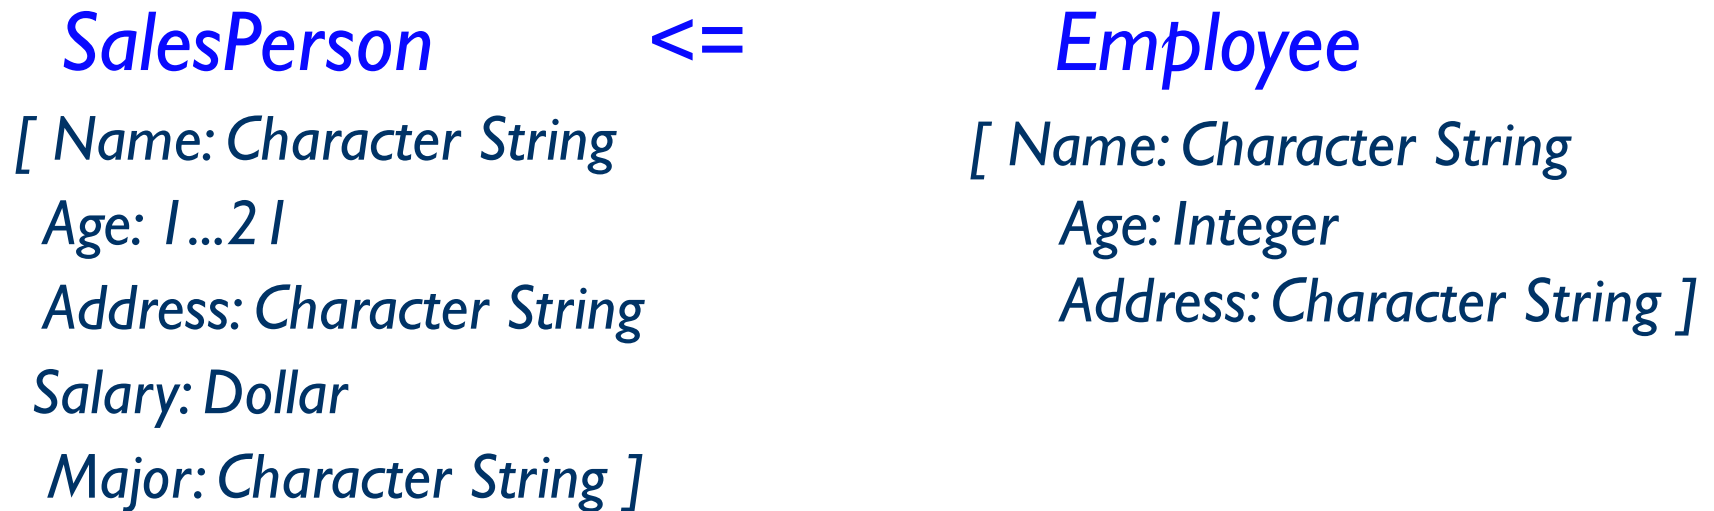 SalesPerson <= Employee
[ Name: Character String
Age: 1...21
Address: Character String
Salary: Dollar
Major: Character String ]
[ Name: Character String
Age: Integer
Address: Character String ]